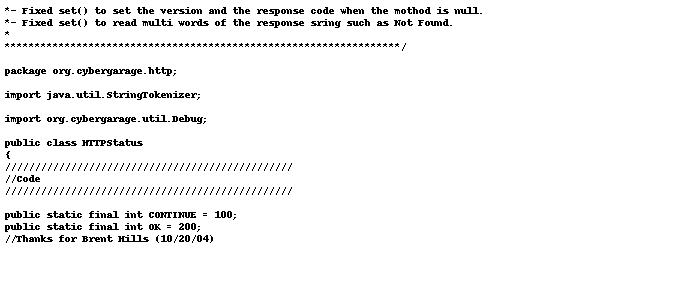 *- Fixed set() to set the version and the response code when the mothod is null.
*- Fixed set() to read multi words of the response sring such as Not Found.
*
******************************************************************/
package org.cybergarage.http;
import java.util.StringTokenizer;
import org.cybergarage.util.Debug;
public class HTTPStatus
{
////////////////////////////////////////////////
//Code
////////////////////////////////////////////////
public static final int CONTINUE = 100;
public static final int OK = 200;
//Thanks for Brent Hills (10/20/04)